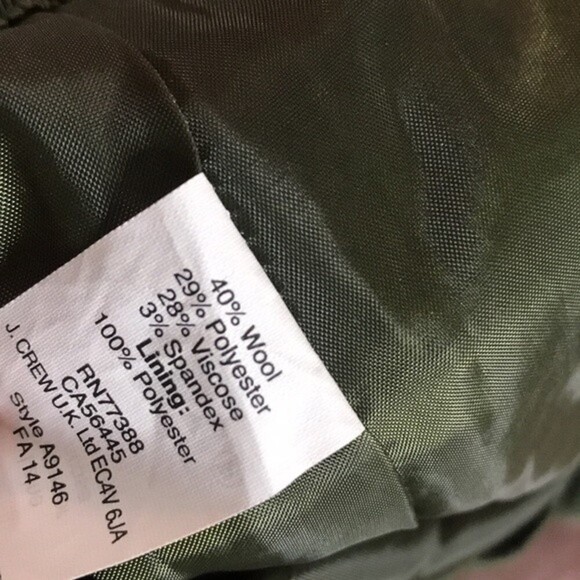 40% Wool
29% Polyester
28% Viscose
3% Spandex
Lining:
100% Polyester
RN77388
CA56445
J. CREW U.K. Ltd EC4V 6JA
Style A9146
FA 14